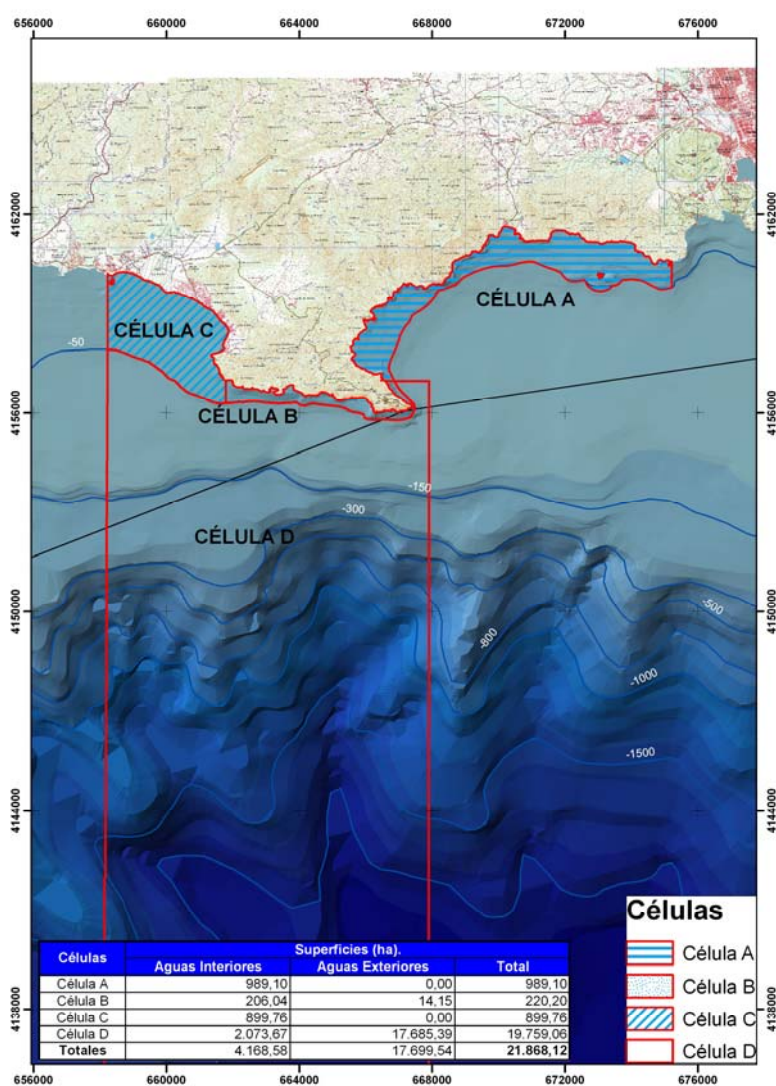 656000 660000 664000 668000 672000 676000
4162000 4162000
CÉLULA A
CÉLULA C
-50
CÉLULA B
4156000 4156000
-150
-300
CÉLULA D
4150000 4150000
-500
-800
-1000
-1500
4144000 4144000
Células
Célula A
Célula B
Célula C
Célula D
Células Superficies (ha).
Aguas Interiores Aguas Exteriores Total
Célula A 989,10 0,00 989,10
Célula B 206,04 14,15 220,20
Célula C 899,76 0,00 899,76
Célula D 2.073,67 17.685,39 19.759,06
Totales 4.168,58 17.699,54 21.868,12
4138000 4138000
656000 660000 664000 668000 672000 676000